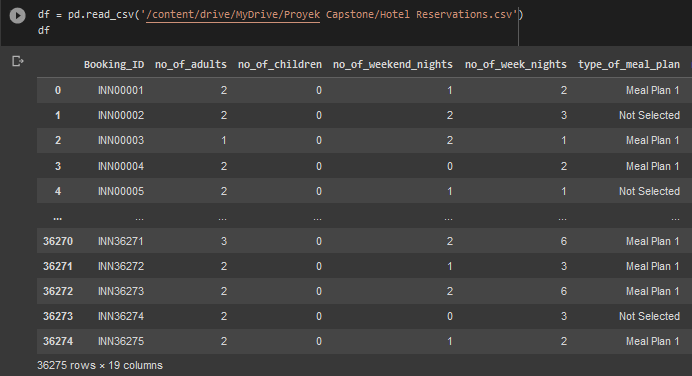 df = pd.read_csv('/content/drive/MyDrive/Proyek Capstone/Hotel Reservations.csv')
df
Booking_ID no_of_adults no_of_children no_of_weekend_nights no_of_week_nights type_of_meal_plan
0 INN00001 2 0 1 2 Meal Plan 1
1 INN00002 2 0 2 3 Not Selected
2 INN00003 1 0 2 1 Meal Plan 1
3 INN00004 2 0 0 2 Meal Plan 1
4 INN00005 2 0 1 1 Not Selected
... ... ... ... ... ... ...
36270 INN36271 3 0 2 6 Meal Plan 1
36271 INN36272 2 0 1 3 Meal Plan 1
36272 INN36273 2 0 2 6 Meal Plan 1
36273 INN36274 2 0 0 3 Not Selected
36274 INN36275 2 0 1 2 Meal Plan 1
36275 rows × 19 columns